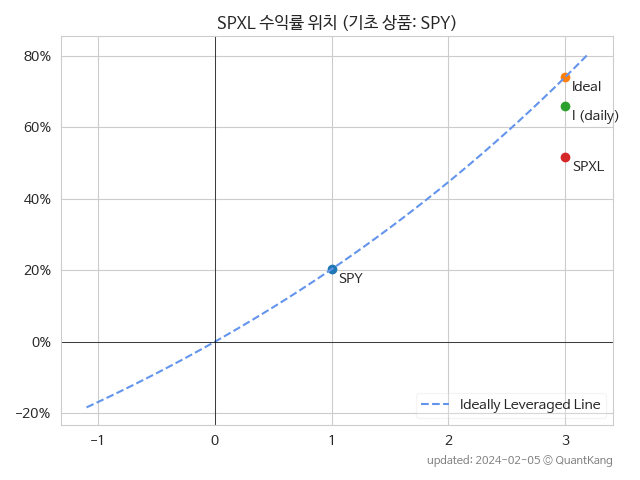 SPXL 수익률 위치 (기초 상품: SPY)
80%
60%
40%
20%
0%
−20%
Ideal
I (daily)
SPXL
SPY
Ideally Leveraged Line
−1
0
1
2
3
updated: 2024-02-05 © QuantKang